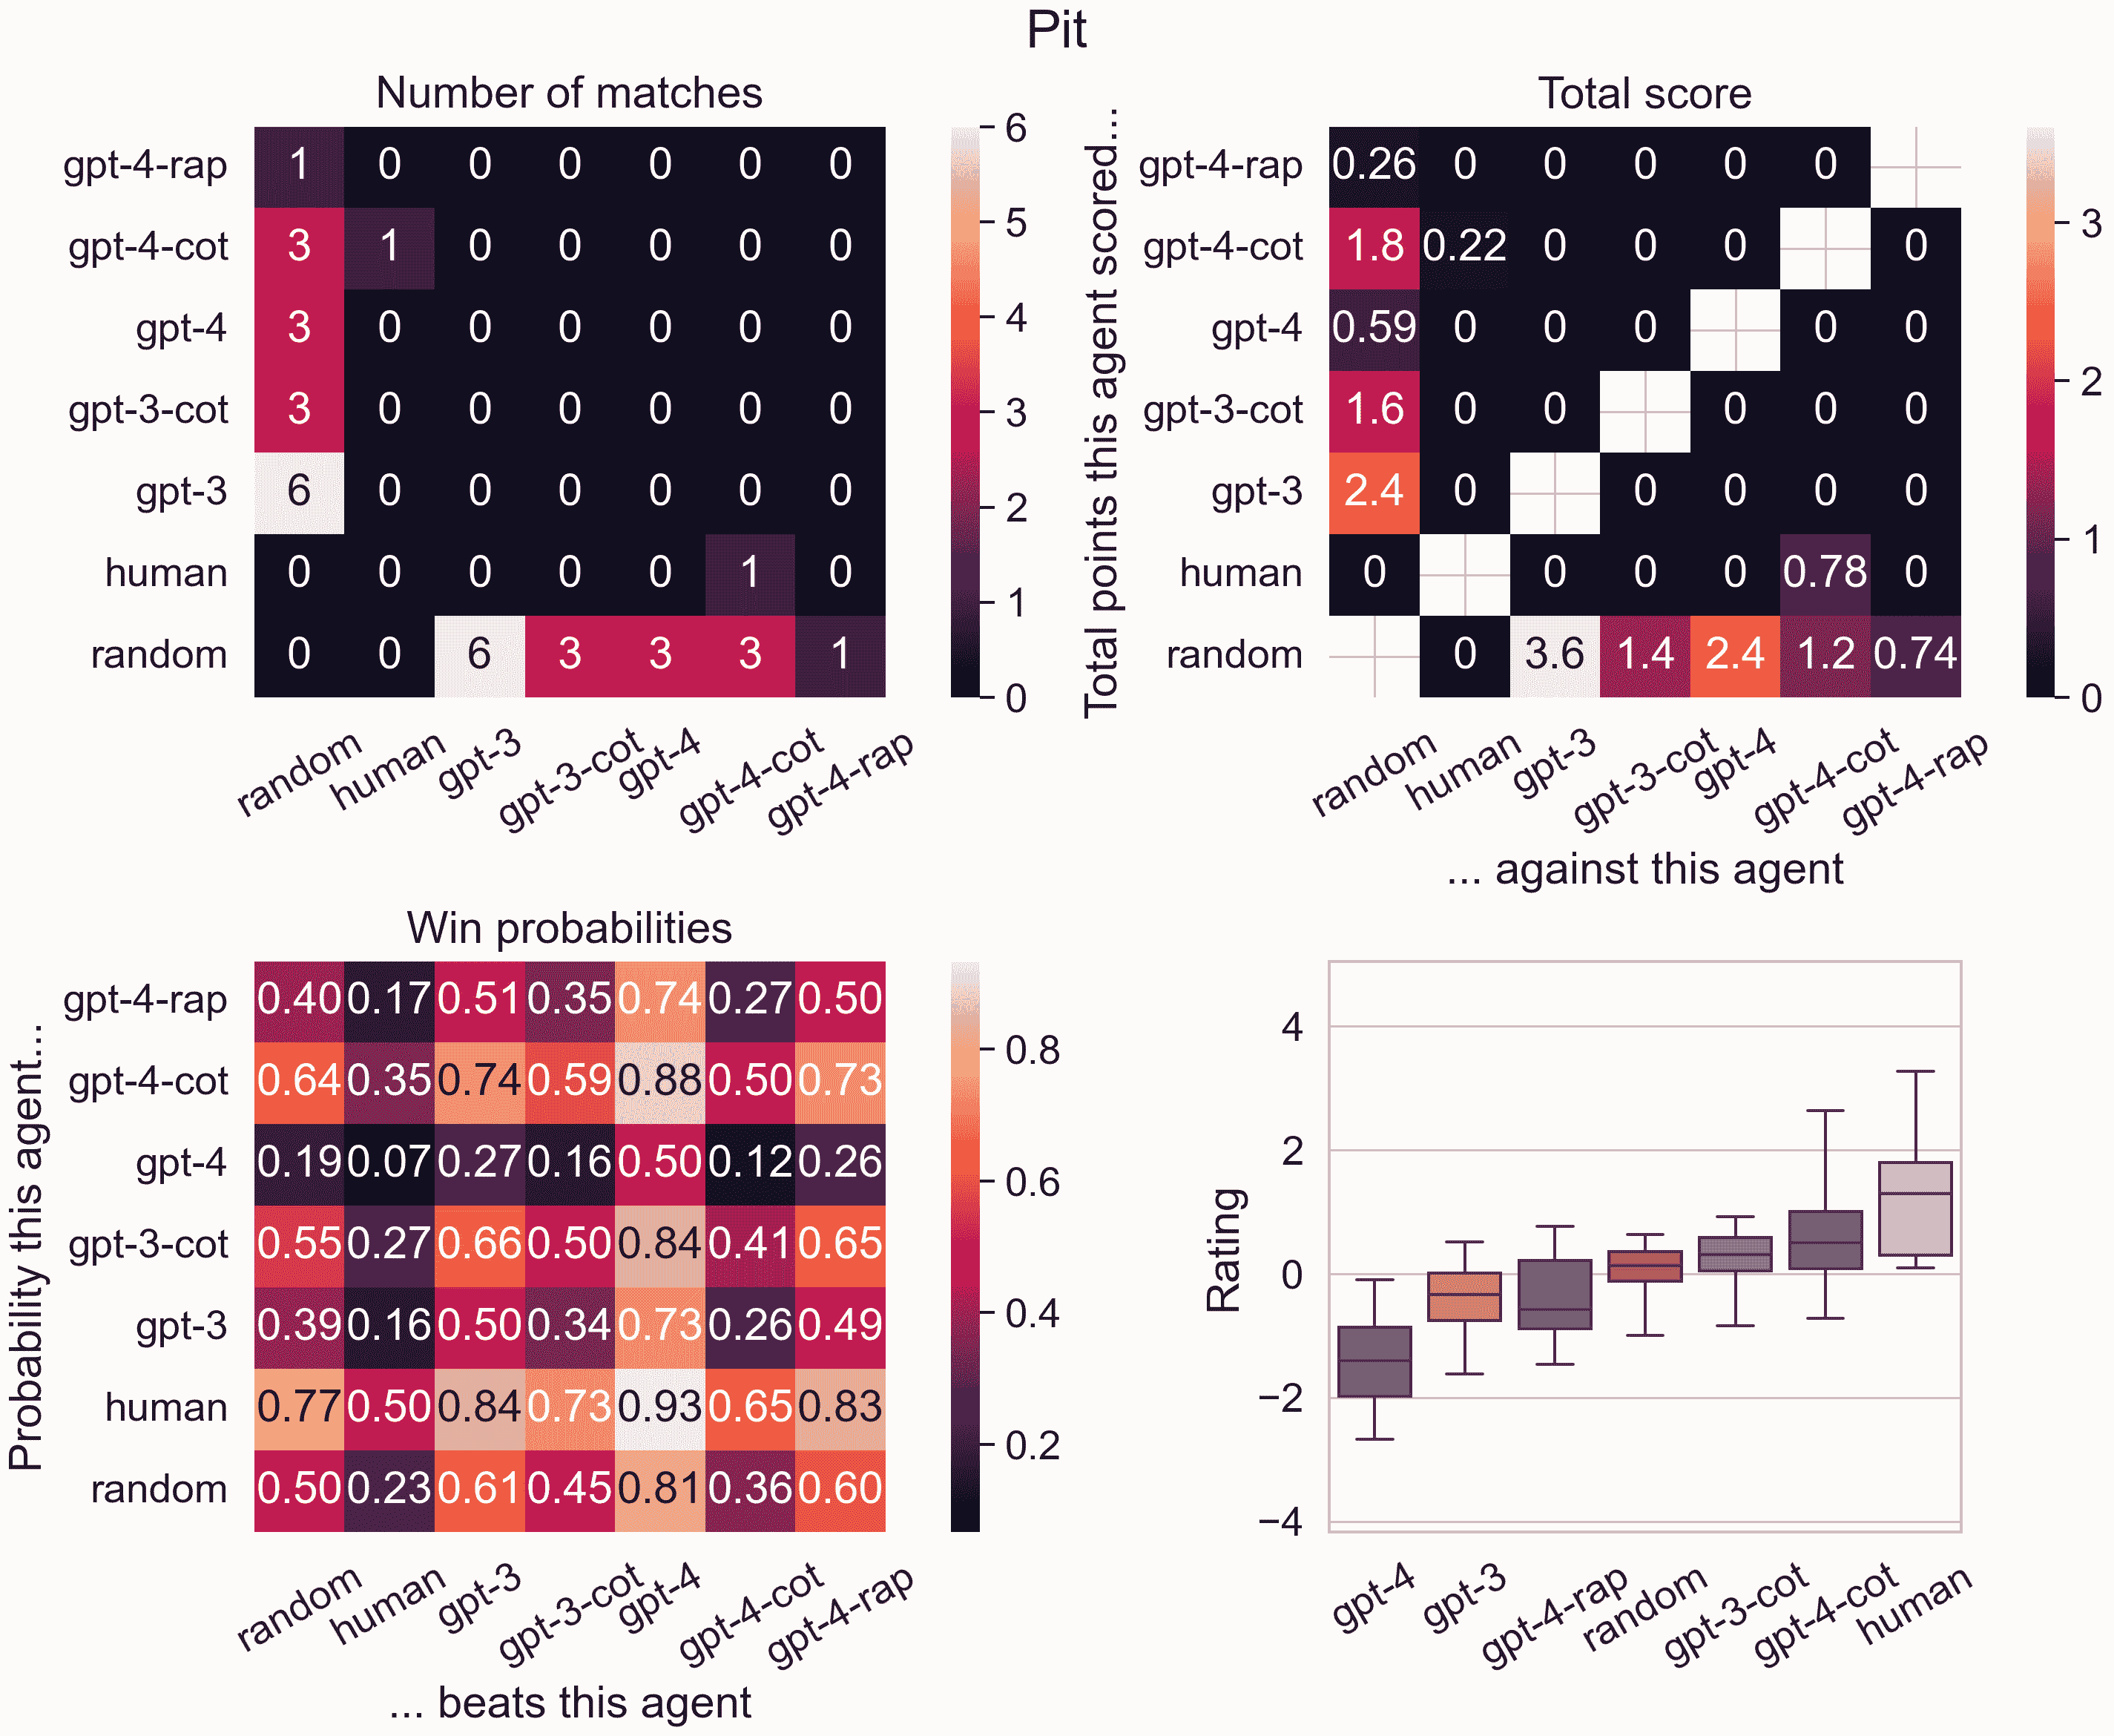 Pit
Number of matches
gpt-4-rap 1 0 0 0 0 0 0
gpt-4-cot 3 1 0 0 0 0 0
gpt-4 3 0 0 0 0 0 0
gpt-3-cot 3 0 0 0 0 0 0
gpt-3 6 0 0 0 0 0 0
human 0 0 0 0 0 1 0
random 0 0 6 3 3 3 1
random human gpt-3 gpt-3-cot gpt-4 gpt-4-cot gpt-4-rap
6
5
4
3
2
1
0
Total score
Total points this agent scored...
gpt-4-rap 0.26 0 0 0 0 0
gpt-4-cot 1.8 0.22 0 0 0 0
gpt-4 0.59 0 0 0 0 0
gpt-3-cot 1.6 0 0 0 0 0
gpt-3 2.4 0 0 0 0 0
human 0 0 0 0 0.78 0
random 0 3.6 1.4 2.4 1.2 0.74
random human gpt-3 gpt-3-cot gpt-4 gpt-4-cot gpt-4-rap
... against this agent
3
2
1
0
Win probabilities
Probability this agent...
gpt-4-rap 0.40 0.17 0.51 0.35 0.74 0.27 0.50
gpt-4-cot 0.64 0.35 0.74 0.59 0.88 0.50 0.73
gpt-4 0.19 0.07 0.27 0.16 0.50 0.12 0.26
gpt-3-cot 0.55 0.27 0.66 0.50 0.84 0.41 0.65
gpt-3 0.39 0.16 0.50 0.34 0.73 0.26 0.49
human 0.77 0.50 0.84 0.73 0.93 0.65 0.83
random 0.50 0.23 0.61 0.45 0.81 0.36 0.60
random human gpt-3 gpt-3-cot gpt-4 gpt-4-cot gpt-4-rap
... beats this agent
0.8
0.6
0.4
0.2
Rating
4
2
0
−2
−4
gpt-4 gpt-3 gpt-4-rap random gpt-3-cot gpt-4-cot human